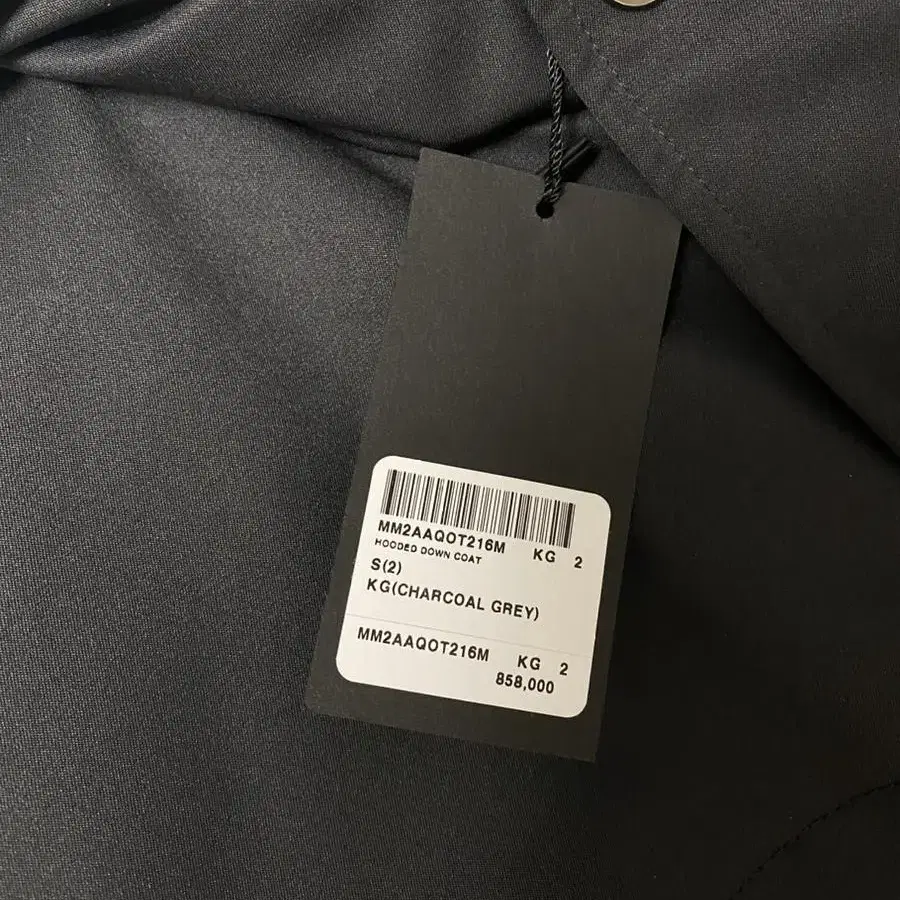 MM2AAQOT216M KG 2
HOODED DOWN COAT
S(2)
KG(CHARCOAL GREY)
MM2AAQOT216M KG 2
858,000